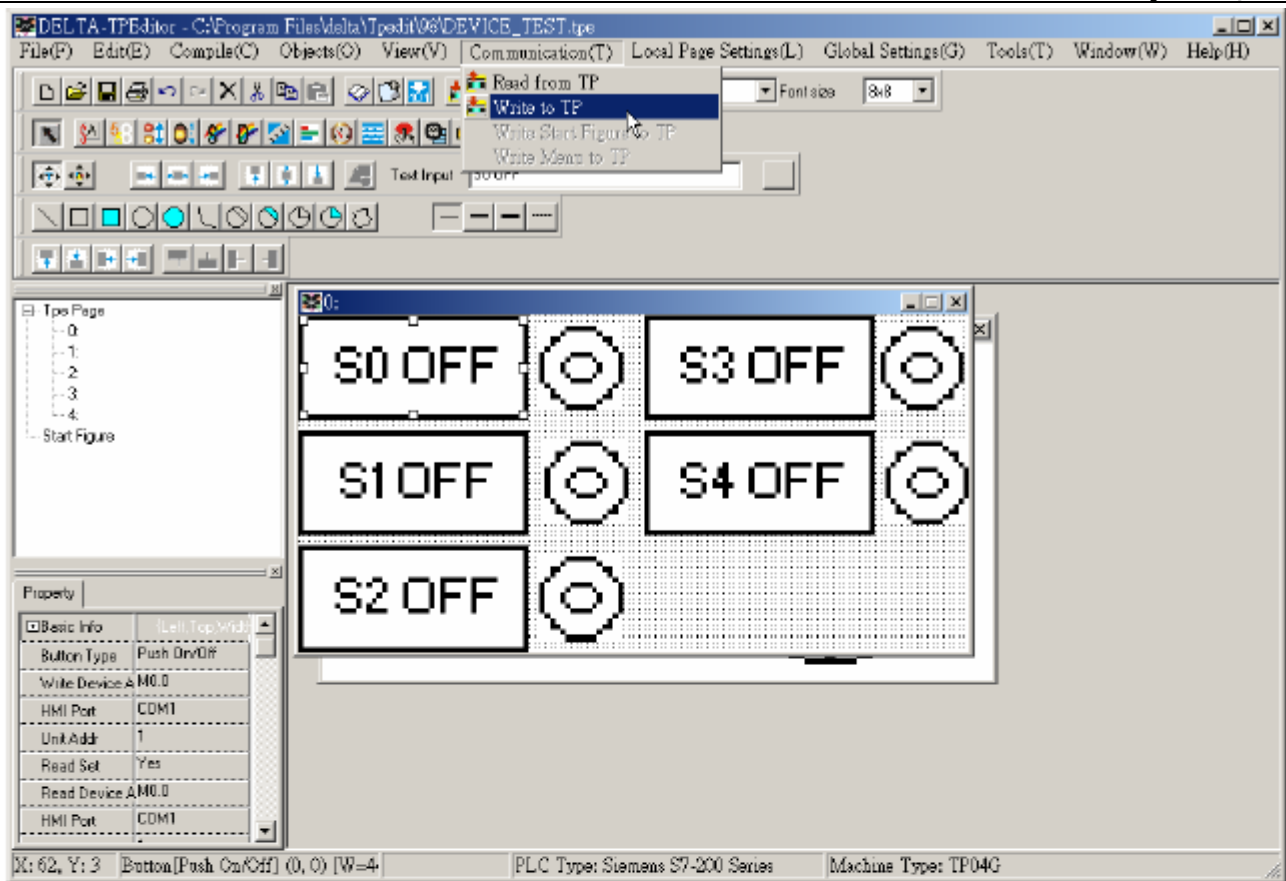 DELTA-TPEditor - C:\Program Files\delta\Tpedit\98\DEVICE_TEST.tpe
File(F) Edit(E) Compile(C) Objects(O) View(V) Communication(T) Local Page Settings(L) Global Settings(G) Tools(T) Window(W) Help(H)
Read from TP
Font size 8x8
Write to TP
Write Start Figure to TP
Write Menu to TP
Text Input S0 OFF
Tpe Page
0:
1:
2:
3:
4:
Start Figure
0:
S0 OFF S3 OFF
S1 OFF S4 OFF
S2 OFF
Property
Basic Info (Left,Top,Widt
Button Type Push On/Off
Write Device A M0.0
HMI Port COM1
Unit Addr 1
Read Set Yes
Read Device A M0.0
HMI Port COM1
X: 62, Y: 3 Button[Push On/Off] (0, 0) [W=4 PLC Type: Siemens S7-200 Series Machine Type: TP04G